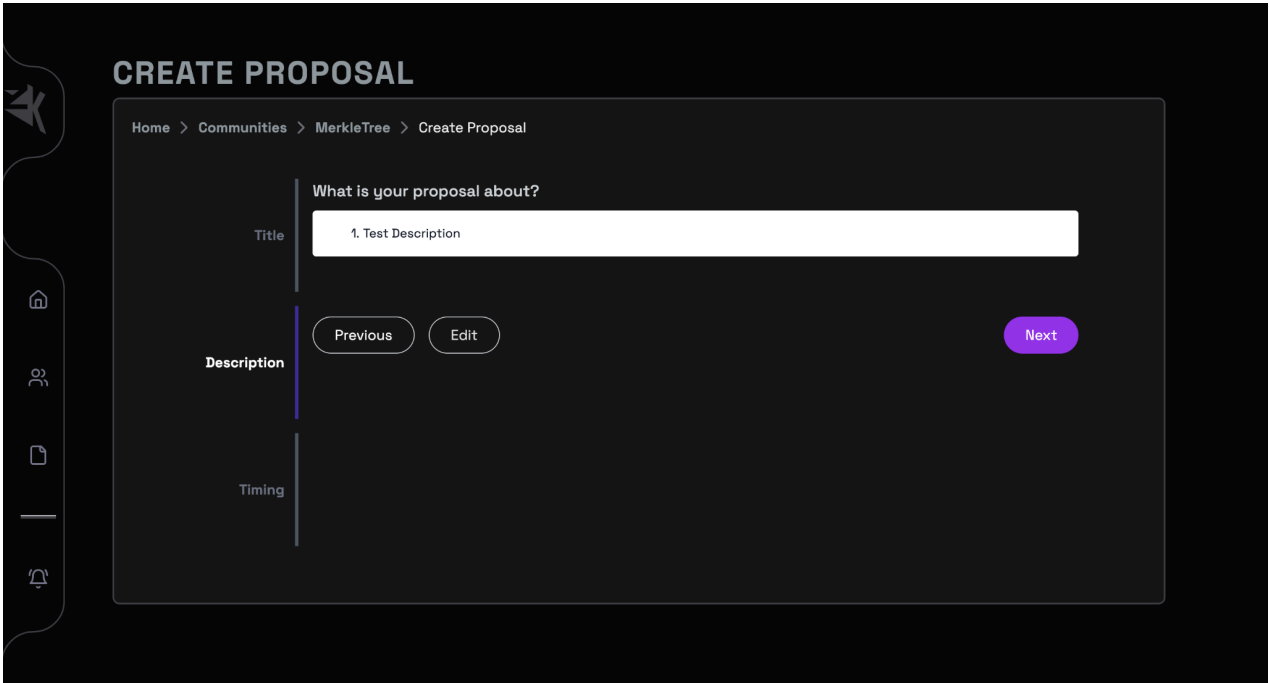 CREATE PROPOSAL
Home > Communities > MerkleTree > Create Proposal
What is your proposal about?
Title
1. Test Description
Previous
Edit
Next
Description
Timing